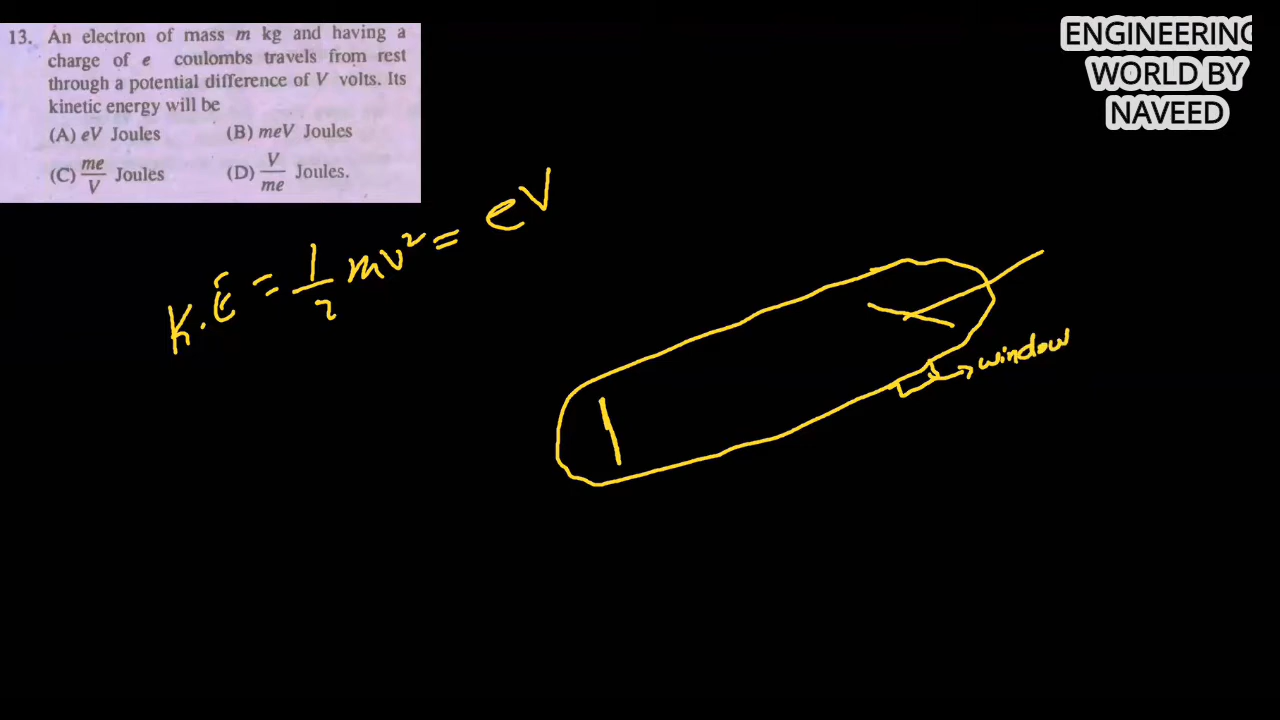 13. An electron of mass m kg and having a
charge of e coulombs travels from rest
through a potential difference of V volts. Its
kinetic energy will be
(A) eV Joules (B) meV Joules
(C) me/V Joules (D) V/me Joules.
ENGINEERING
WORLD BY
NAVEED
K.E = 1/2 mv² = eV
window